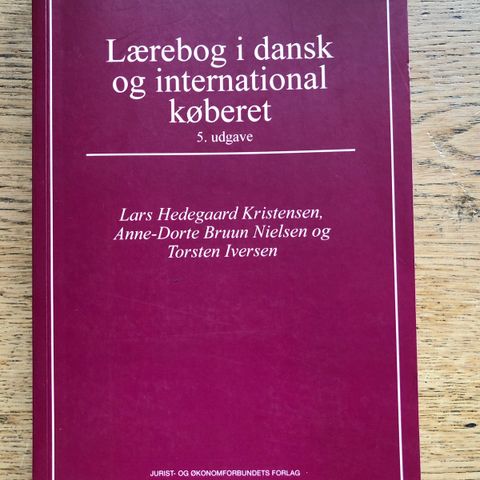 Lærebog i dansk
og international
køberet
5. udgave
Lars Hedegaard Kristensen,
Anne-Dorte Bruun Nielsen og
Torsten Iversen
JURIST- OG ØKONOMFORBUNDETS FORLAG